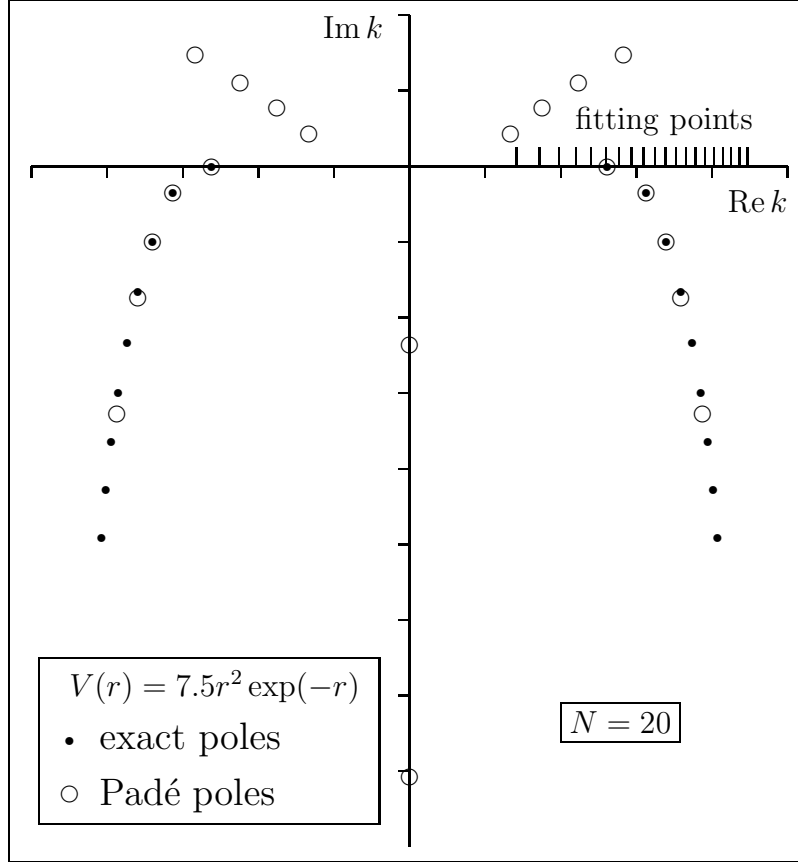 Im k
fitting points
Re k
V(r) = 7.5r² exp(−r)
exact poles
Padé poles
N = 20